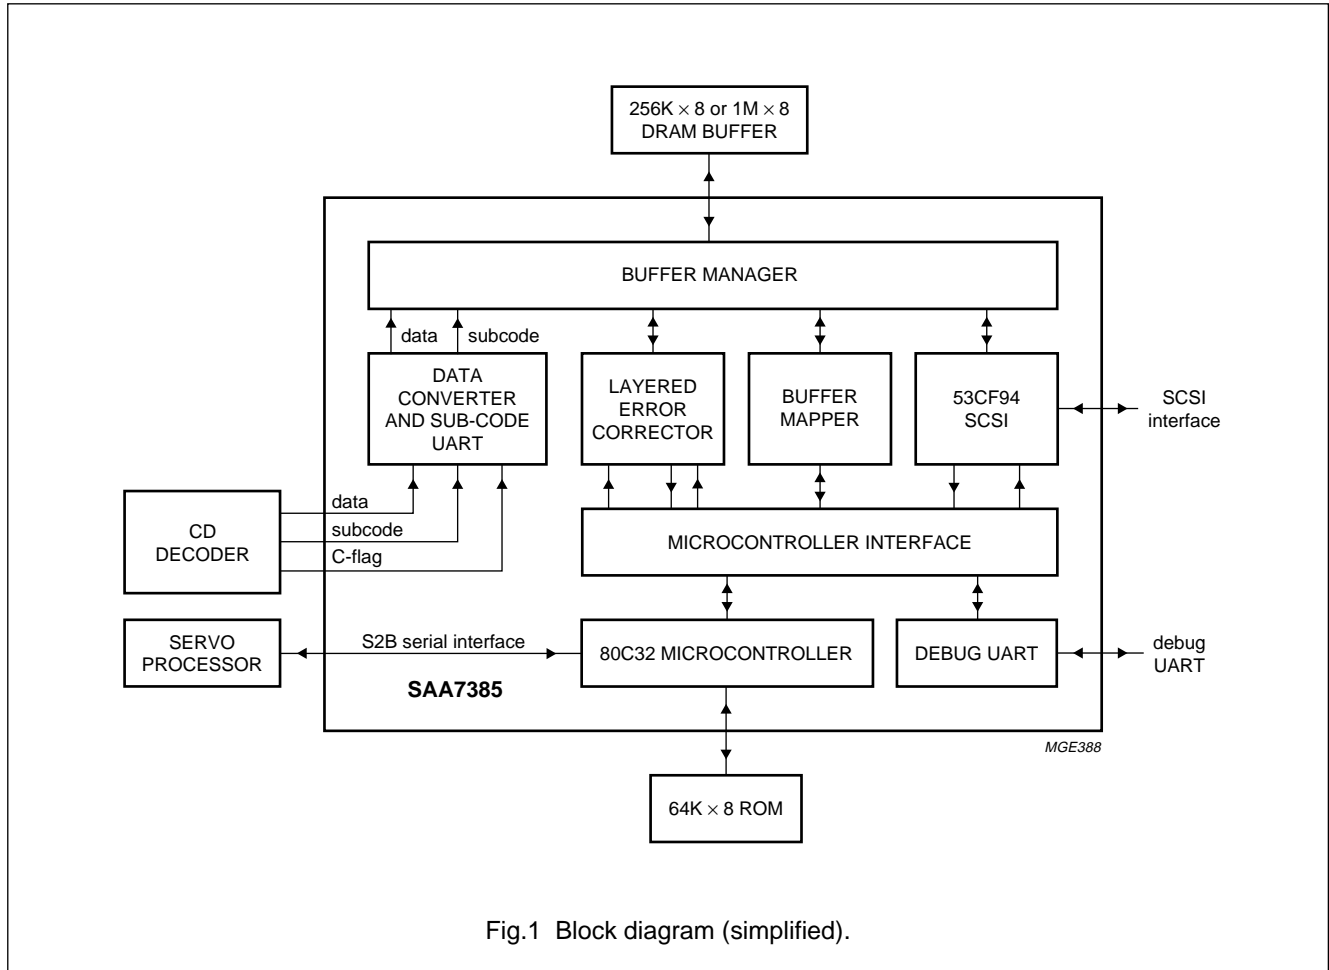 256K × 8 or 1M × 8
DRAM BUFFER
BUFFER MANAGER
data
subcode
DATA
CONVERTER
AND SUB-CODE
UART
LAYERED
ERROR
CORRECTOR
BUFFER
MAPPER
53CF94
SCSI
SCSI
interface
CD
DECODER
data
subcode
C-flag
MICROCONTROLLER INTERFACE
SERVO
PROCESSOR
S2B serial interface
80C32 MICROCONTROLLER
DEBUG UART
debug
UART
SAA7385
MGE388
64K × 8 ROM
Fig.1 Block diagram (simplified).